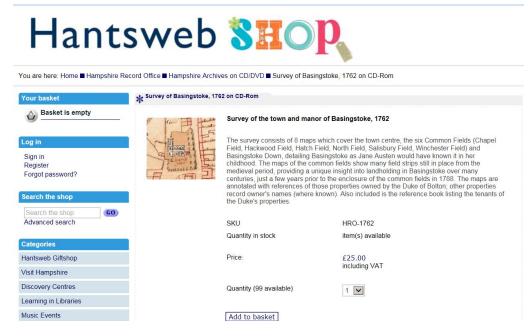 Hantsweb SHOP
You are here: Home ■ Hampshire Record Office ■ Hampshire Archives on CD/DVD ■ Survey of Basingstoke, 1762 on CD-Rom
Your basket
Basket is empty
Log in
Sign in
Register
Forgot password?
Search the shop
Search the shop GO
Advanced search
Categories
Hantsweb Giftshop
Visit Hampshire
Discovery Centres
Learning in Libraries
Music Events
Survey of Basingstoke, 1762 on CD-Rom
Survey of the town and manor of Basingstoke, 1762
The survey consists of 8 maps which cover the town centre, the six Common Fields (Chapel
Field, Hackwood Field, Hatch Field, North Field, Salisbury Field, Winchester Field) and
Basingstoke Down, detailing Basingstoke as Jane Austen would have known it in her
childhood. The maps of the common fields show many field strips still in place from the
medieval period, providing a unique insight into landholding in Basingstoke over many
centuries, just a few years prior to the enclosure of the common fields in 1788. The maps are
annotated with references of those properties owned by the Duke of Bolton; other properties
record owner's names (where known). Also included is the reference book listing the tenants of
the Duke's properties.
SKU HRO-1762
Quantity in stock item(s) available
Price: £25.00
including VAT
Quantity (99 available) 1
Add to basket